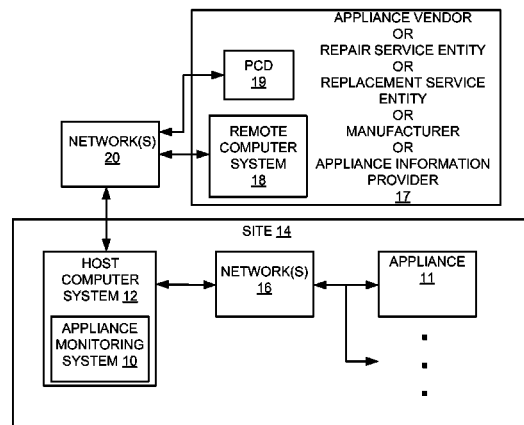 APPLIANCE VENDOR
OR
REPAIR SERVICE ENTITY
OR
REPLACEMENT SERVICE
ENTITY
OR
MANUFACTURER
OR
APPLIANCE INFORMATION
PROVIDER
17
PCD
19
REMOTE
COMPUTER
SYSTEM
18
NETWORK(S)
20
SITE 14
HOST
COMPUTER
SYSTEM 12
APPLIANCE
MONITORING
SYSTEM 10
NETWORK(S)
16
APPLIANCE
11